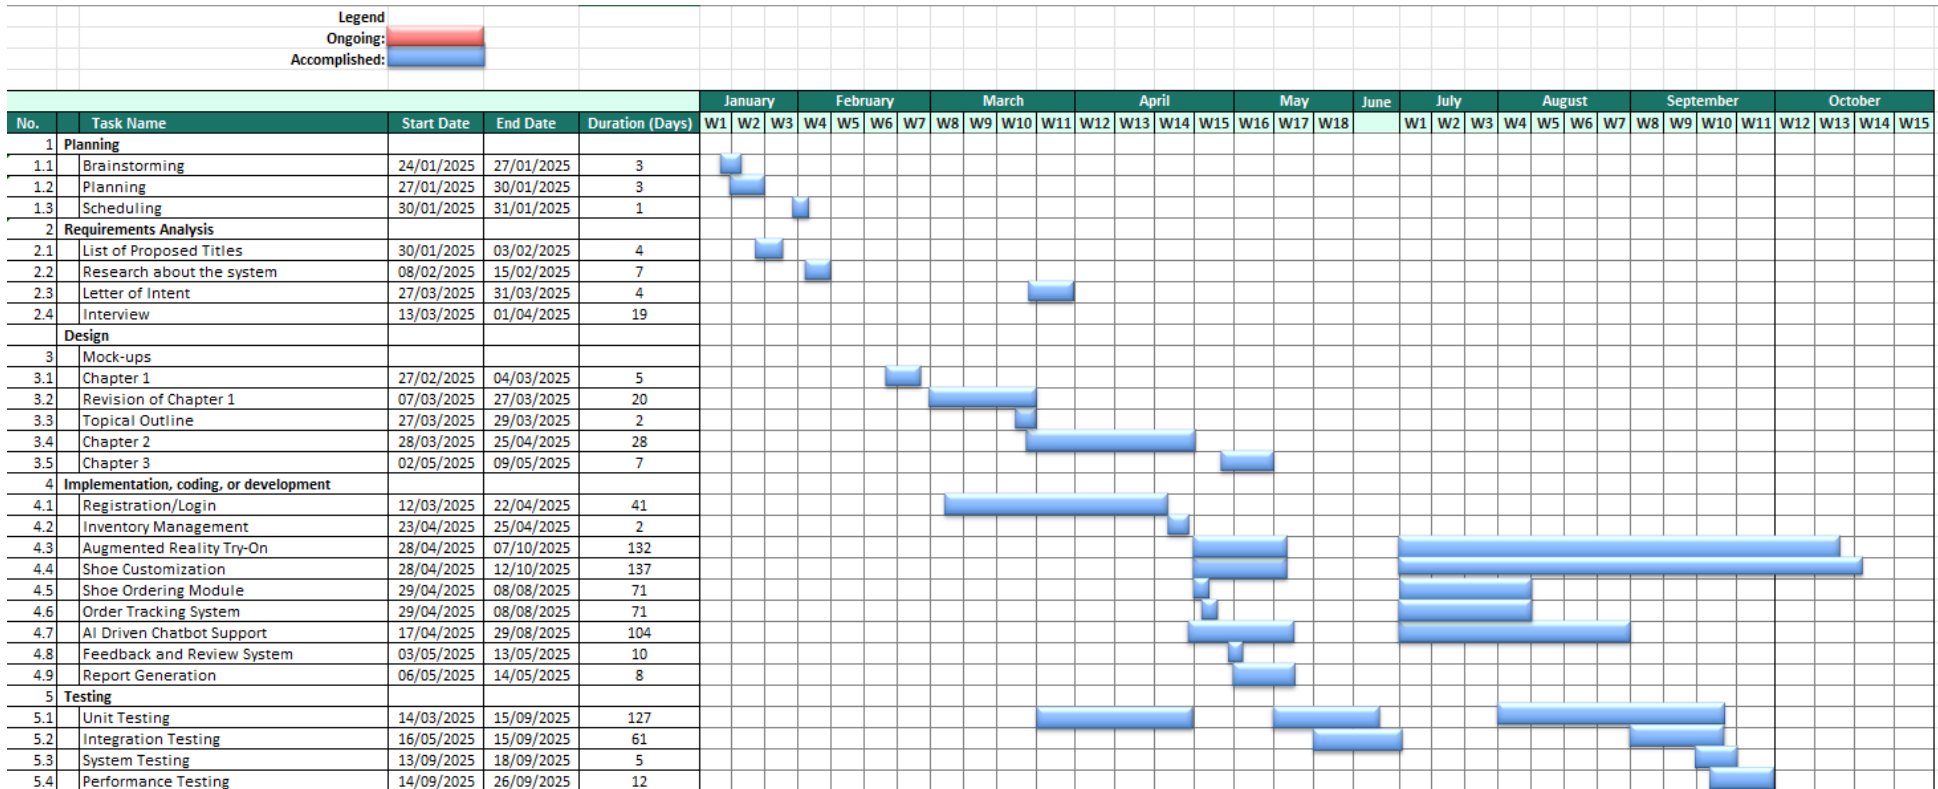 Legend
Ongoing:
Accomplished:
January February March April May June July August September October
No. Task Name Start Date End Date Duration (Days) W1 W2 W3 W4 W5 W6 W7 W8 W9 W10 W11 W12 W13 W14 W15 W16 W17 W18 W1 W2 W3 W4 W5 W6 W7 W8 W9 W10 W11 W12 W13 W14 W15
1 Planning
1.1 Brainstorming 24/01/2025 27/01/2025 3
1.2 Planning 27/01/2025 30/01/2025 3
1.3 Scheduling 30/01/2025 31/01/2025 1
2 Requirements Analysis
2.1 List of Proposed Titles 30/01/2025 03/02/2025 4
2.2 Research about the system 08/02/2025 15/02/2025 7
2.3 Letter of Intent 27/03/2025 31/03/2025 4
2.4 Interview 13/03/2025 01/04/2025 19
Design
3 Mock-ups
3.1 Chapter 1 27/02/2025 04/03/2025 5
3.2 Revision of Chapter 1 07/03/2025 27/03/2025 20
3.3 Topical Outline 27/03/2025 29/03/2025 2
3.4 Chapter 2 28/03/2025 25/04/2025 28
3.5 Chapter 3 02/05/2025 09/05/2025 7
4 Implementation, coding, or development
4.1 Registration/Login 12/03/2025 22/04/2025 41
4.2 Inventory Management 23/04/2025 25/04/2025 2
4.3 Augmented Reality Try-On 28/04/2025 07/10/2025 132
4.4 Shoe Customization 28/04/2025 12/10/2025 137
4.5 Shoe Ordering Module 29/04/2025 08/08/2025 71
4.6 Order Tracking System 29/04/2025 08/08/2025 71
4.7 AI Driven Chatbot Support 17/04/2025 29/08/2025 104
4.8 Feedback and Review System 03/05/2025 13/05/2025 10
4.9 Report Generation 06/05/2025 14/05/2025 8
5 Testing
5.1 Unit Testing 14/03/2025 15/09/2025 127
5.2 Integration Testing 16/05/2025 15/09/2025 61
5.3 System Testing 13/09/2025 18/09/2025 5
5.4 Performance Testing 14/09/2025 26/09/2025 12